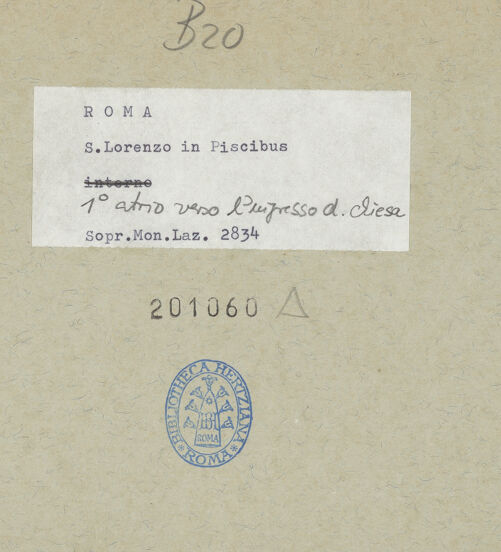 B20
ROMA
S.Lorenzo in Piscibus
interno
1° atrio verso l'ingresso d. chiesa
Sopr.Mon.Laz. 2834
201060 Δ
BIBLIOTHECA HERTZIANA
ROMA
* ROMA *